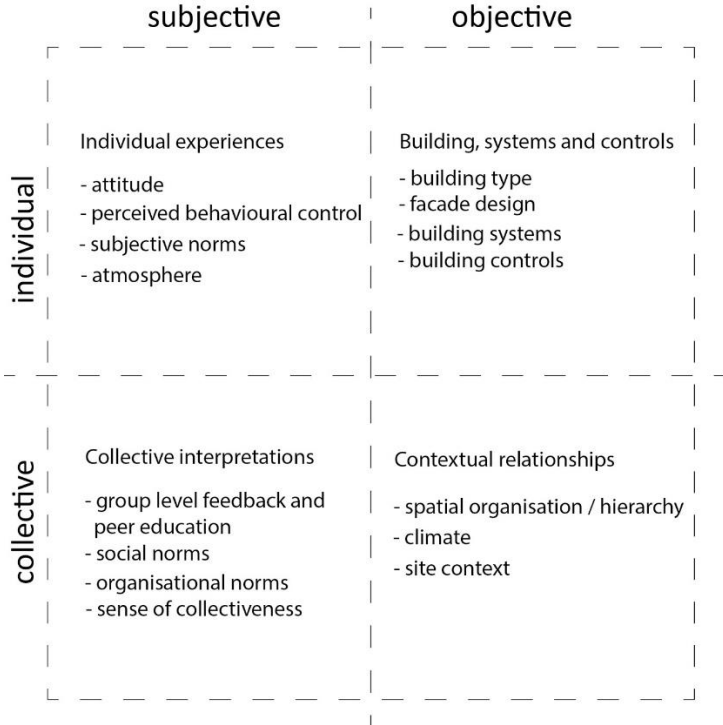 subjective
objective
individual
Individual experiences
- attitude
- perceived behavioural control
- subjective norms
- atmosphere
Building, systems and controls
- building type
- facade design
- building systems
- building controls
collective
Collective interpretations
- group level feedback and
peer education
- social norms
- organisational norms
- sense of collectiveness
Contextual relationships
- spatial organisation / hierarchy
- climate
- site context